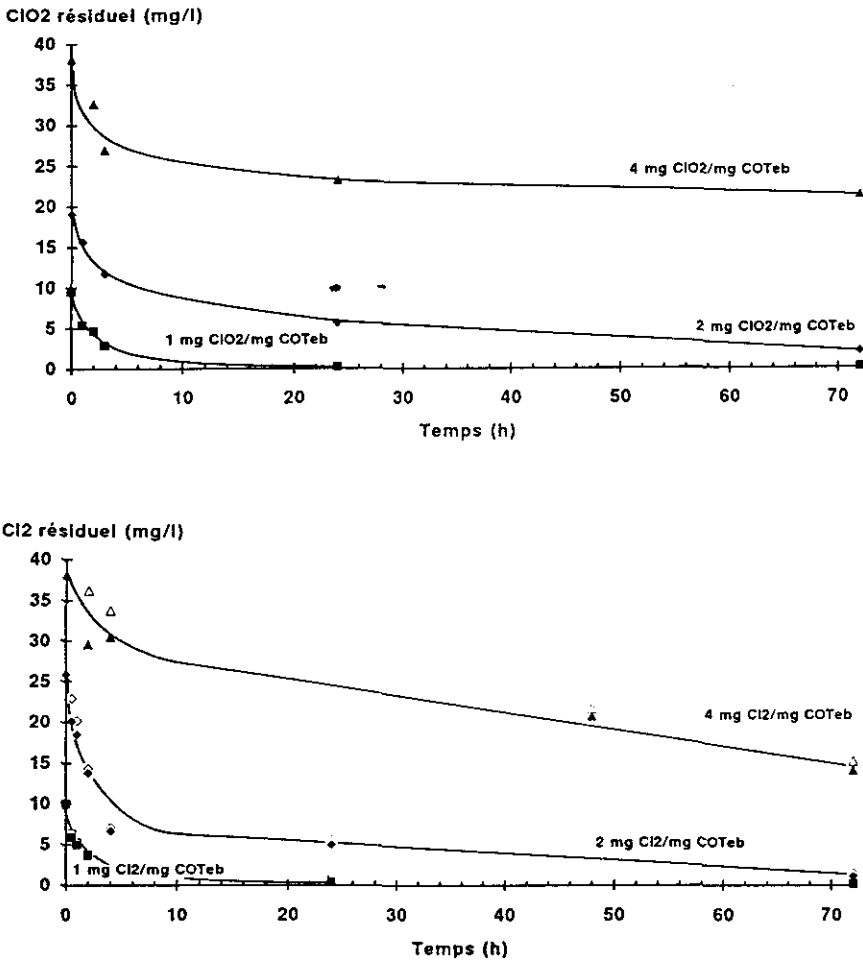 ClO2 résiduel (mg/l)
40
35
30
25
20
15
10
5
0
4 mg ClO2/mg COTeb
2 mg ClO2/mg COTeb
1 mg ClO2/mg COTeb
0 10 20 30 40 50 60 70
Temps (h)
Cl2 résiduel (mg/l)
40
35
30
25
20
15
10
5
0
4 mg Cl2/mg COTeb
2 mg Cl2/mg COTeb
1 mg Cl2/mg COTeb
0 10 20 30 40 50 60 70
Temps (h)